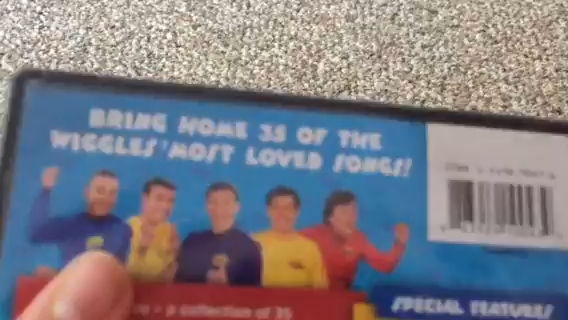 BRING HOME 35 OF THE
WIGGLES' MOST LOVED SONGS!
– a collection of 35
SPECIAL FEATURES